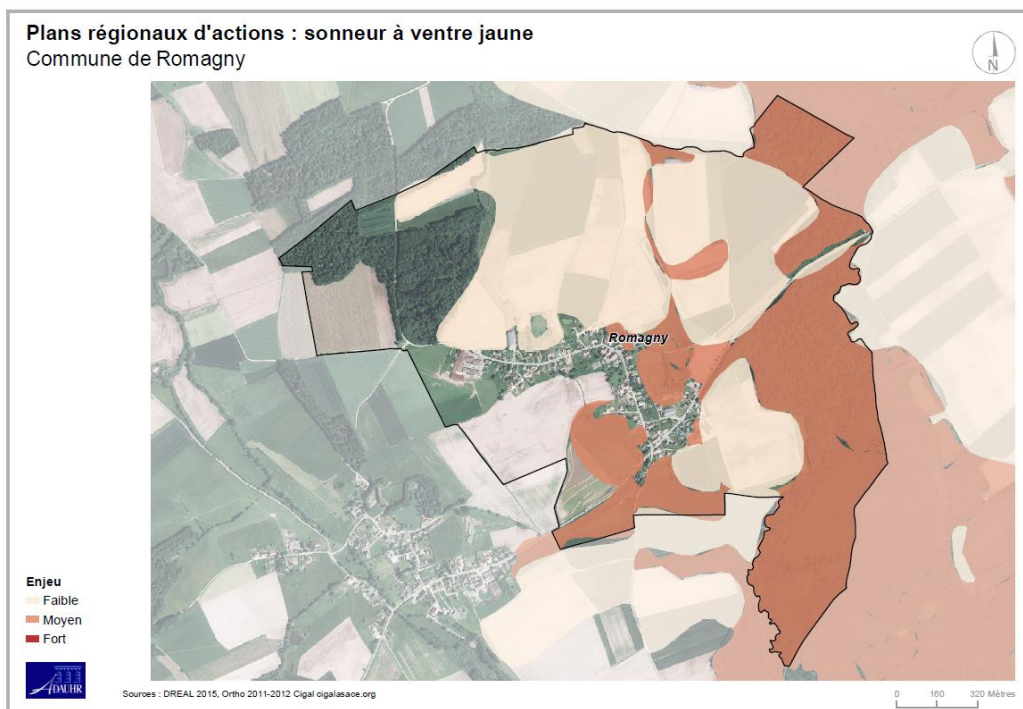 Plans régionaux d'actions : sonneur à ventre jaune
Commune de Romagny
N
Romagny
Enjeu
Faible
Moyen
Fort
ADAUHR
Sources : DREAL 2015, Ortho 2011-2012 Cigal cigalasace.org
0 160 320 Mètres